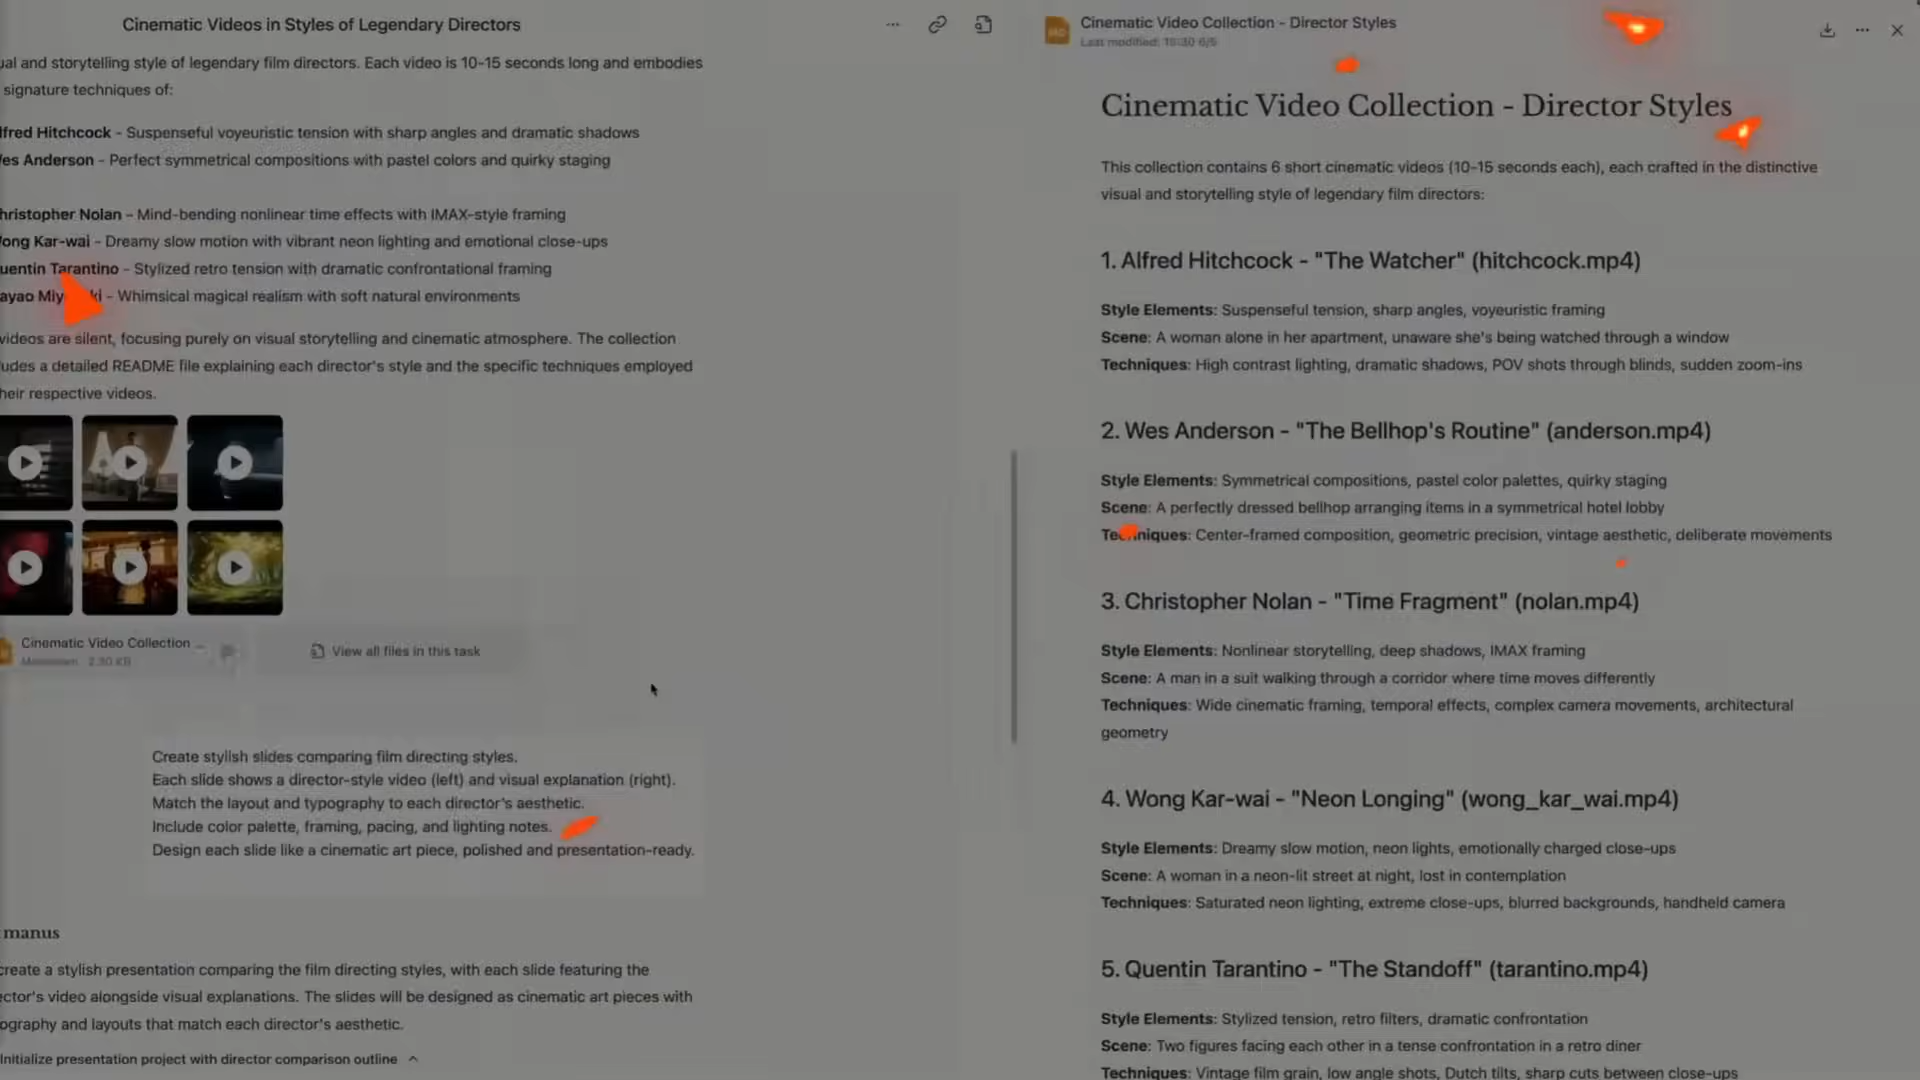 Cinematic Videos in Styles of Legendary Directors
ual and storytelling style of legendary film directors. Each video is 10-15 seconds long and embodies
signature techniques of:
lfred Hitchcock - Suspenseful voyeuristic tension with sharp angles and dramatic shadows
es Anderson - Perfect symmetrical compositions with pastel colors and quirky staging
hristopher Nolan - Mind-bending nonlinear time effects with IMAX-style framing
ong Kar-wai - Dreamy slow motion with vibrant neon lighting and emotional close-ups
uentin Tarantino - Stylized retro tension with dramatic confrontational framing
ayao Miy ki - Whimsical magical realism with soft natural environments
videos are silent, focusing purely on visual storytelling and cinematic atmosphere. The collection
udes a detailed README file explaining each director's style and the specific techniques employed
heir respective videos.
Cinematic Video Collection ...
Markdown · 2.30 KB
View all files in this task
Create stylish slides comparing film directing styles.
Each slide shows a director-style video (left) and visual explanation (right).
Match the layout and typography to each director's aesthetic.
Include color palette, framing, pacing, and lighting notes.
Design each slide like a cinematic art piece, polished and presentation-ready.
manus
create a stylish presentation comparing the film directing styles, with each slide featuring the
ector's video alongside visual explanations. The slides will be designed as cinematic art pieces with
ography and layouts that match each director's aesthetic.
Initialize presentation project with director comparison outline
Cinematic Video Collection - Director Styles
Last modified: 16:30 6/5
Cinematic Video Collection - Director Styles
This collection contains 6 short cinematic videos (10-15 seconds each), each crafted in the distinctive
visual and storytelling style of legendary film directors:
1. Alfred Hitchcock - "The Watcher" (hitchcock.mp4)
Style Elements: Suspenseful tension, sharp angles, voyeuristic framing
Scene: A woman alone in her apartment, unaware she's being watched through a window
Techniques: High contrast lighting, dramatic shadows, POV shots through blinds, sudden zoom-ins
2. Wes Anderson - "The Bellhop's Routine" (anderson.mp4)
Style Elements: Symmetrical compositions, pastel color palettes, quirky staging
Scene: A perfectly dressed bellhop arranging items in a symmetrical hotel lobby
Techniques: Center-framed composition, geometric precision, vintage aesthetic, deliberate movements
3. Christopher Nolan - "Time Fragment" (nolan.mp4)
Style Elements: Nonlinear storytelling, deep shadows, IMAX framing
Scene: A man in a suit walking through a corridor where time moves differently
Techniques: Wide cinematic framing, temporal effects, complex camera movements, architectural
geometry
4. Wong Kar-wai - "Neon Longing" (wong_kar_wai.mp4)
Style Elements: Dreamy slow motion, neon lights, emotionally charged close-ups
Scene: A woman in a neon-lit street at night, lost in contemplation
Techniques: Saturated neon lighting, extreme close-ups, blurred backgrounds, handheld camera
5. Quentin Tarantino - "The Standoff" (tarantino.mp4)
Style Elements: Stylized tension, retro filters, dramatic confrontation
Scene: Two figures facing each other in a tense confrontation in a retro diner
Techniques: Vintage film grain, low angle shots, Dutch tilts, sharp cuts between close-ups